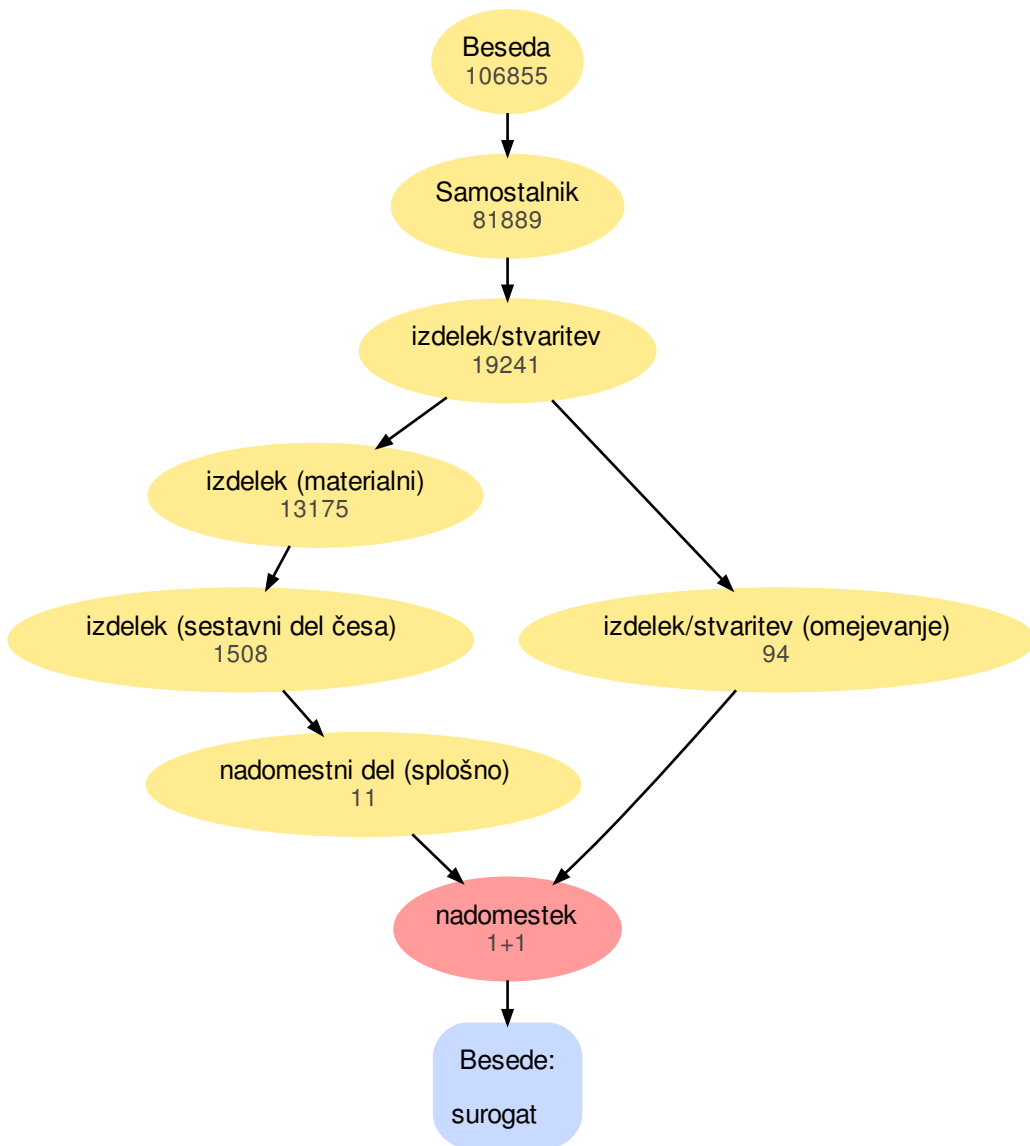 Beseda
106855
Samostalnik
81889
izdelek/stvaritev
19241
izdelek (materialni)
13175
izdelek (sestavni del česa)
1508
izdelek/stvaritev (omejevanje)
94
nadomestni del (splošno)
11
nadomestek
1+1
Besede:
surogat